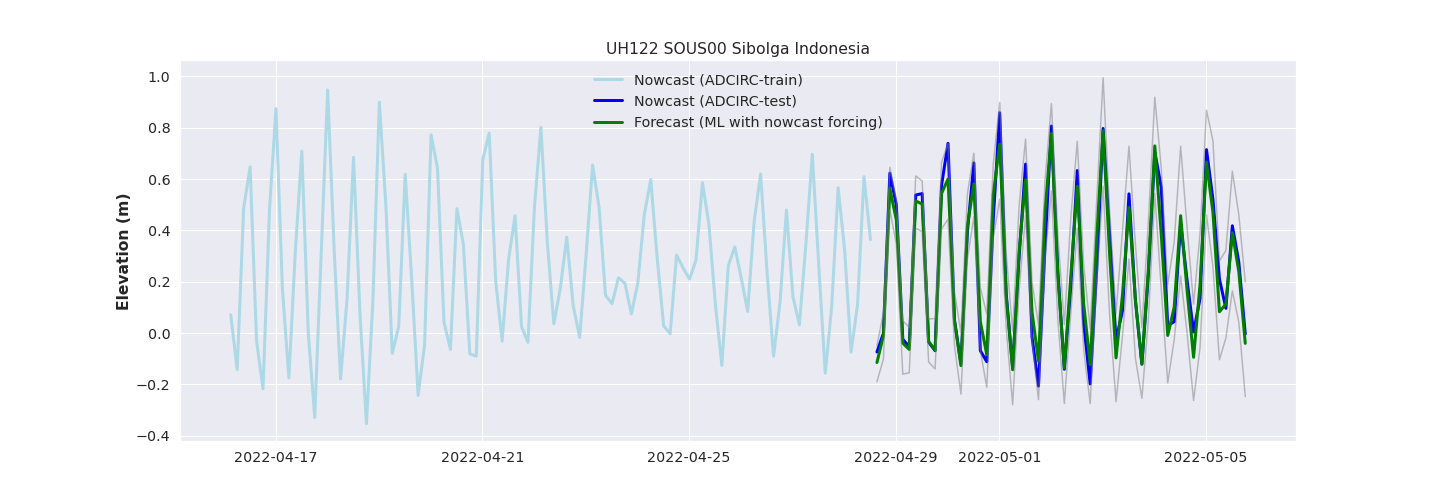 UH122 SOUS00 Sibolga Indonesia
Nowcast (ADCIRC-train)
Nowcast (ADCIRC-test)
Forecast (ML with nowcast forcing)
Elevation (m)
1.0
0.8
0.6
0.4
0.2
0.0
−0.2
−0.4
2022-04-17 2022-04-21 2022-04-25 2022-04-29 2022-05-01 2022-05-05